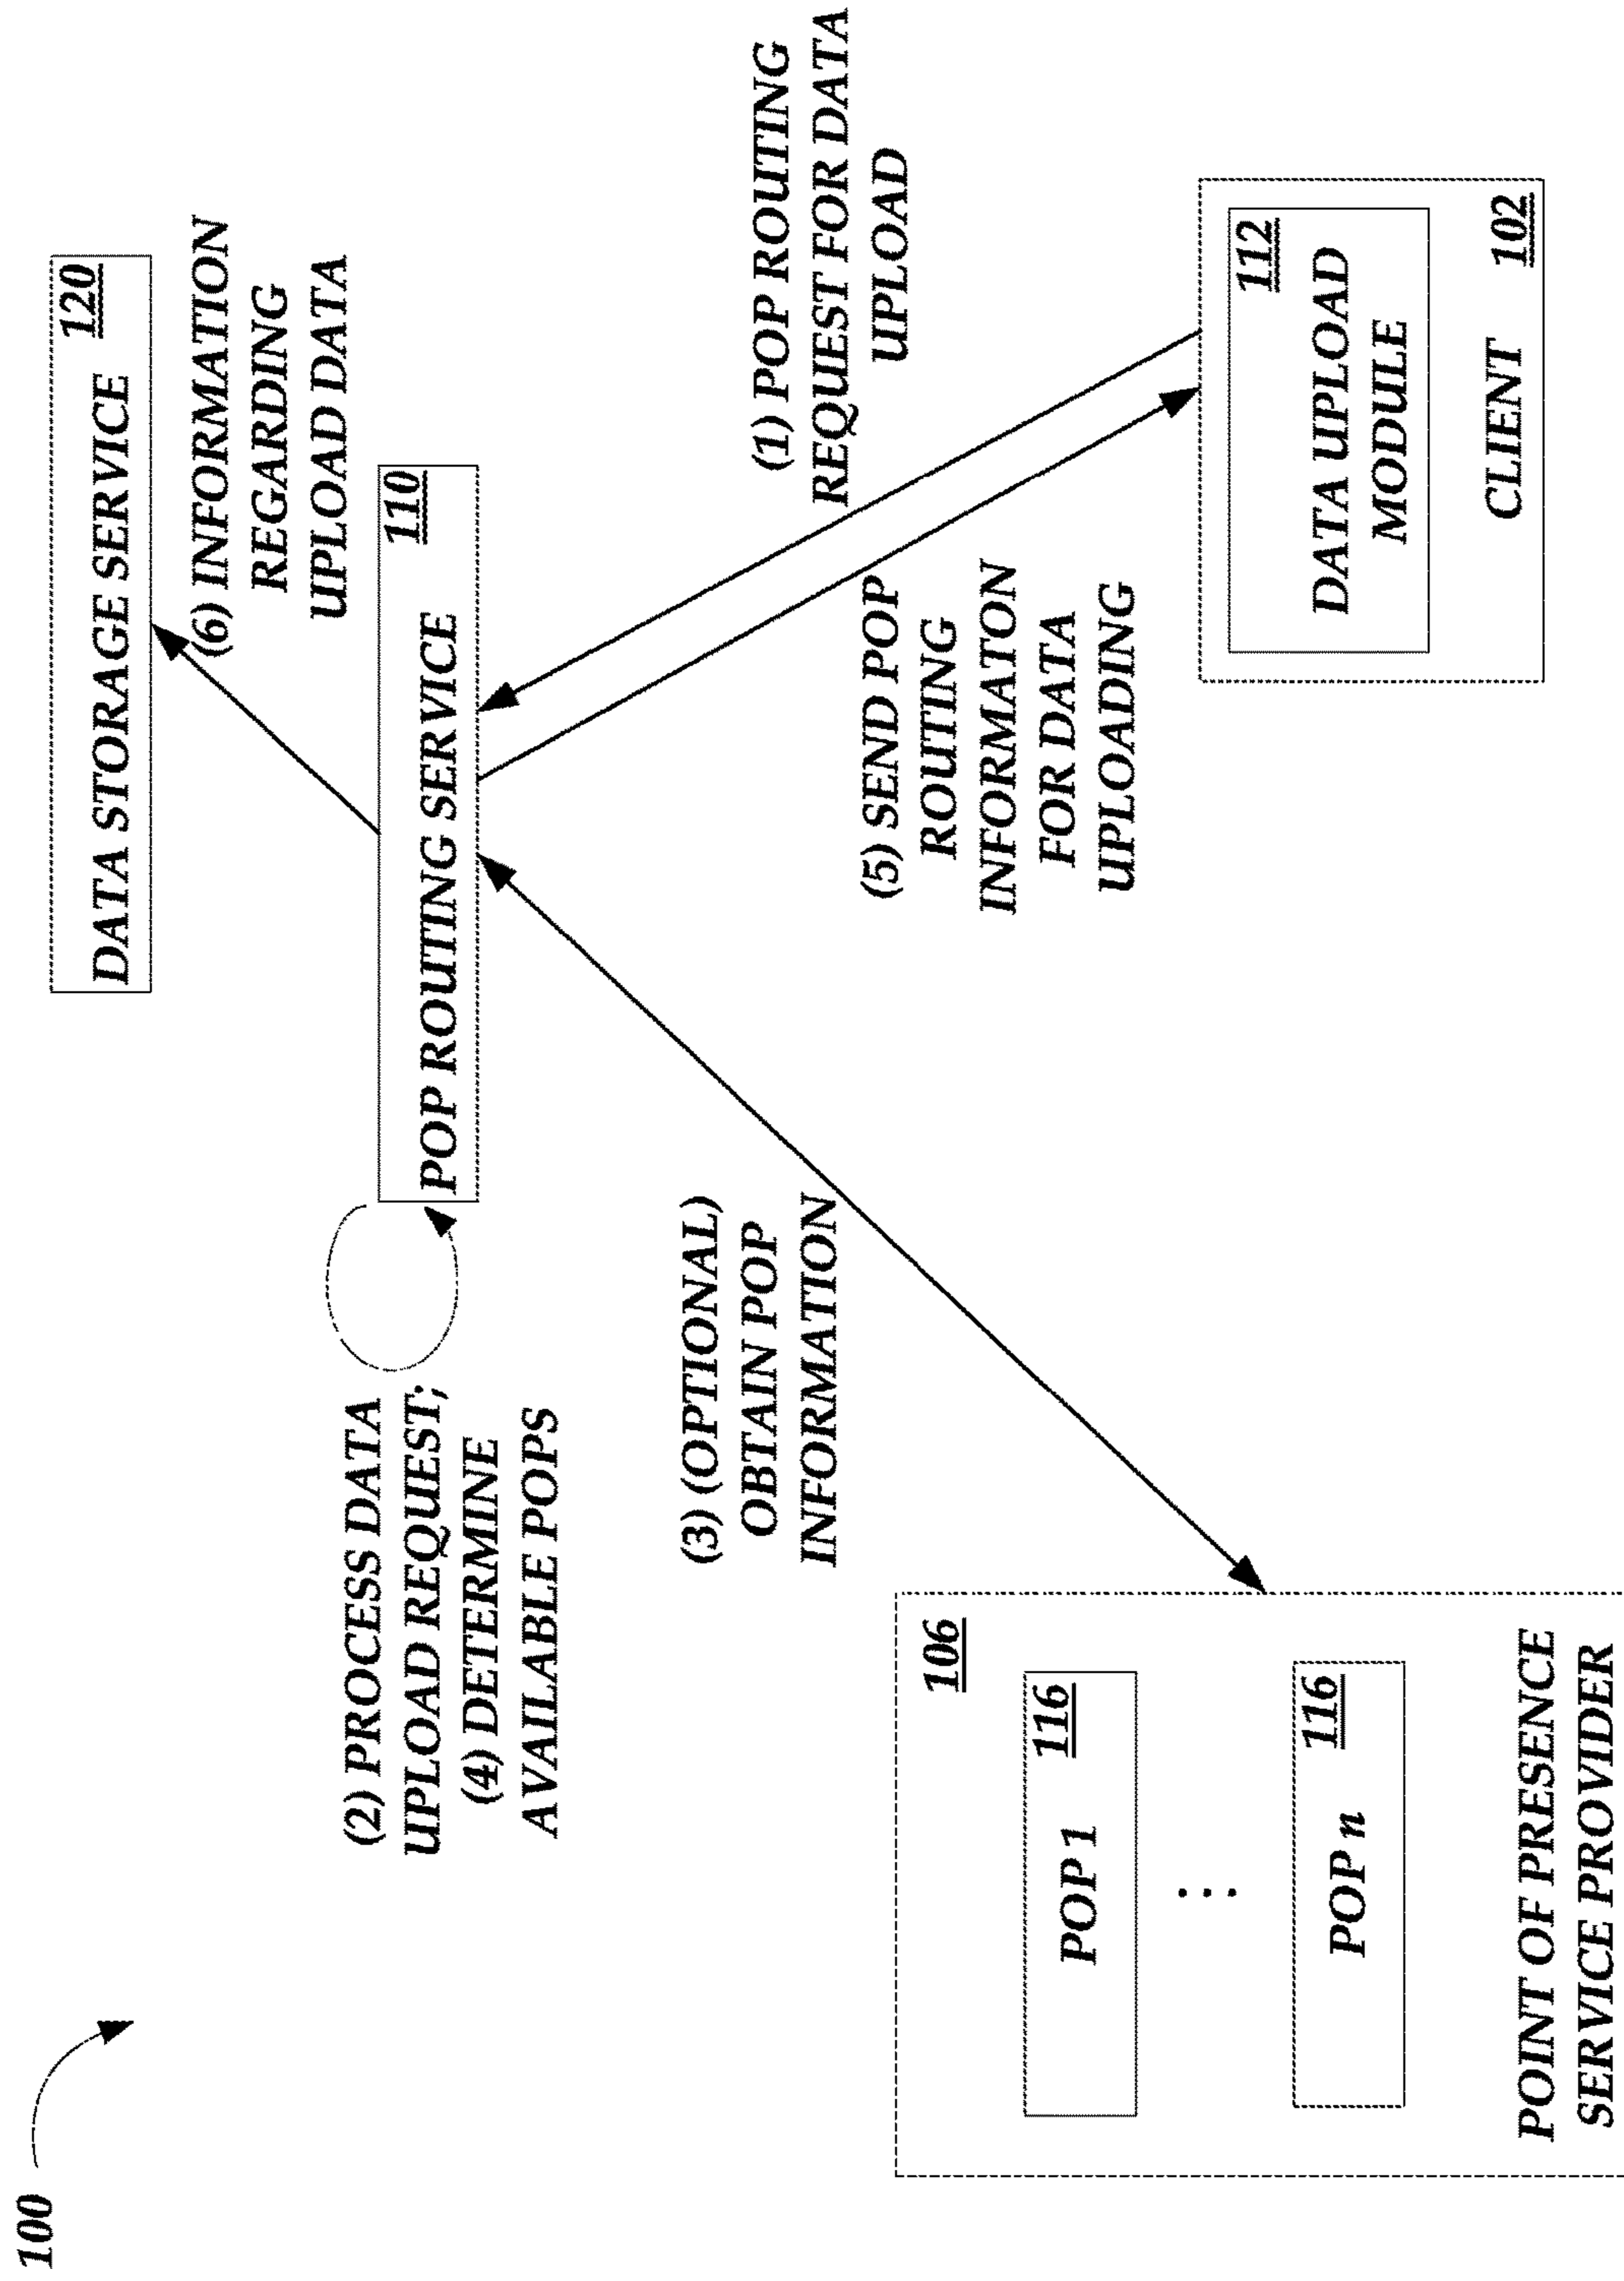 100
DATA STORAGE SERVICE
120
(6) INFORMATION
REGARDING
UPLOAD DATA
(2) PROCESS DATA
UPLOAD REQUEST;
(4) DETERMINE
AVAILABLE POPS
POP ROUTING SERVICE
110
(3) (OPTIONAL)
OBTAIN POP
INFORMATION
(1) POP ROUTING
REQUEST FOR DATA
UPLOAD
(5) SEND POP
ROUTING
INFORMATON
FOR DATA
UPLOADING
106
POP 1
116
POP n
116
POINT OF PRESENCE
SERVICE PROVIDER
112
DATA UPLOAD
MODULE
CLIENT
102